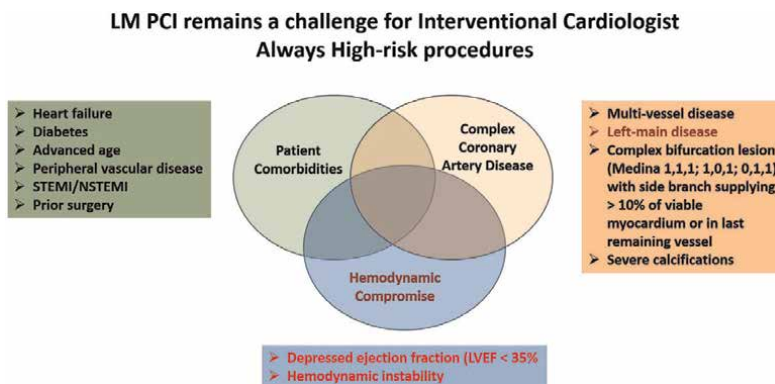 LM PCI remains a challenge for Interventional Cardiologist
Always High-risk procedures
➢ Heart failure
➢ Diabetes
➢ Advanced age
➢ Peripheral vascular disease
➢ STEMI/NSTEMI
➢ Prior surgery
Patient
Comorbidities
Complex
Coronary
Artery Disease
Hemodynamic
Compromise
➢ Multi-vessel disease
➢ Left-main disease
➢ Complex bifurcation lesion
(Medina 1,1,1; 1,0,1; 0,1,1)
with side branch supplying
> 10% of viable
myocardium or in last
remaining vessel
➢ Severe calcifications
➢ Depressed ejection fraction (LVEF < 35%
➢ Hemodynamic instability